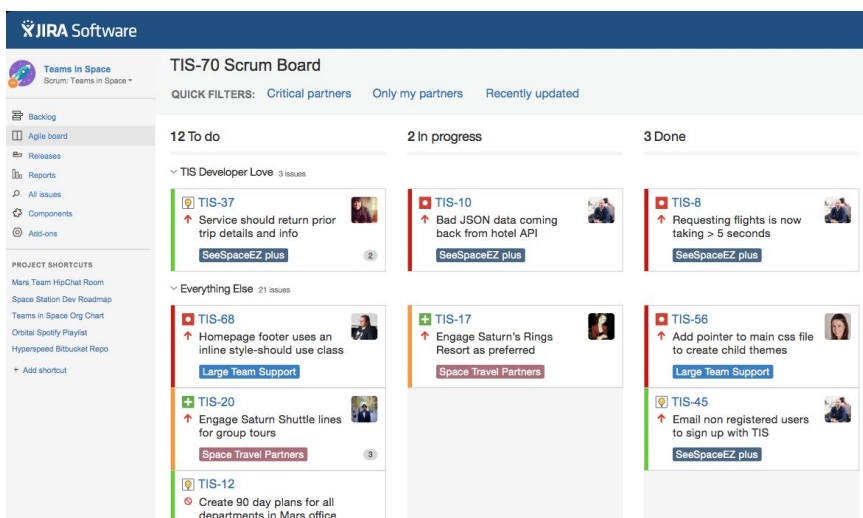 JIRA Software
Teams in Space
Scrum: Teams in Space
Backlog
Agile board
Releases
Reports
All issues
Components
Add-ons
PROJECT SHORTCUTS
Mars Team HipChat Room
Space Station Dev Roadmap
Teams in Space Org Chart
Orbital Spotify Playlist
Hyperspeed Bitbucket Repo
+ Add shortcut
TIS-70 Scrum Board
QUICK FILTERS: Critical partners Only my partners Recently updated
12 To do
2 In progress
3 Done
TIS Developer Love 3 issues
TIS-37
Service should return prior
trip details and info
SeeSpaceEZ plus
2
TIS-10
Bad JSON data coming
back from hotel API
SeeSpaceEZ plus
TIS-8
Requesting flights is now
taking > 5 seconds
SeeSpaceEZ plus
Everything Else 21 issues
TIS-68
Homepage footer uses an
inline style-should use class
Large Team Support
TIS-17
Engage Saturn's Rings
Resort as preferred
Space Travel Partners
TIS-56
Add pointer to main css file
to create child themes
Large Team Support
TIS-20
Engage Saturn Shuttle lines
for group tours
Space Travel Partners
3
TIS-45
Email non registered users
to sign up with TIS
SeeSpaceEZ plus
TIS-12
Create 90 day plans for all
departments in Mars office